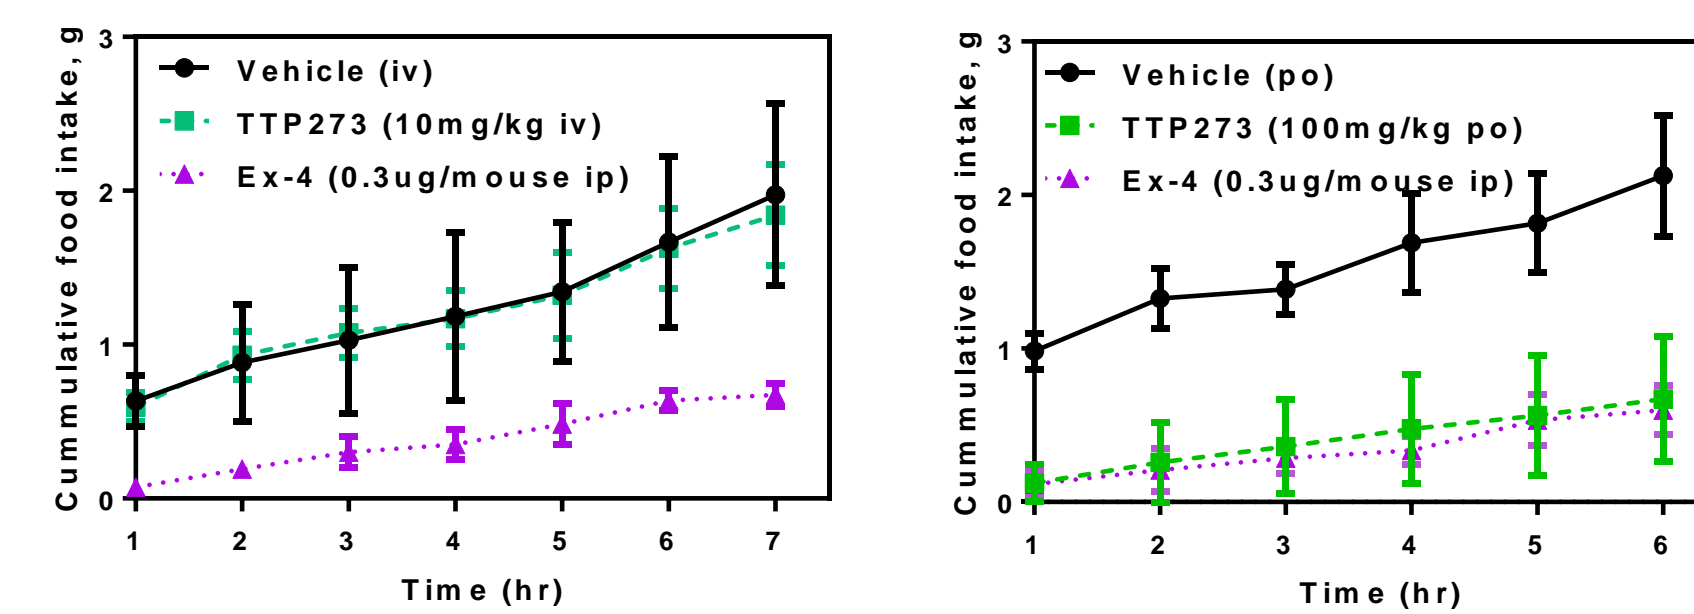 Cummulative food intake, g
3
2
1
0
Vehicle (iv)
TTP273 (10mg/kg iv)
Ex-4 (0.3ug/mouse ip)
1 2 3 4 5 6 7
Time (hr)
Cummulative food intake, g
3
2
1
0
Vehicle (po)
TTP273 (100mg/kg po)
Ex-4 (0.3ug/mouse ip)
1 2 3 4 5 6
Time (hr)